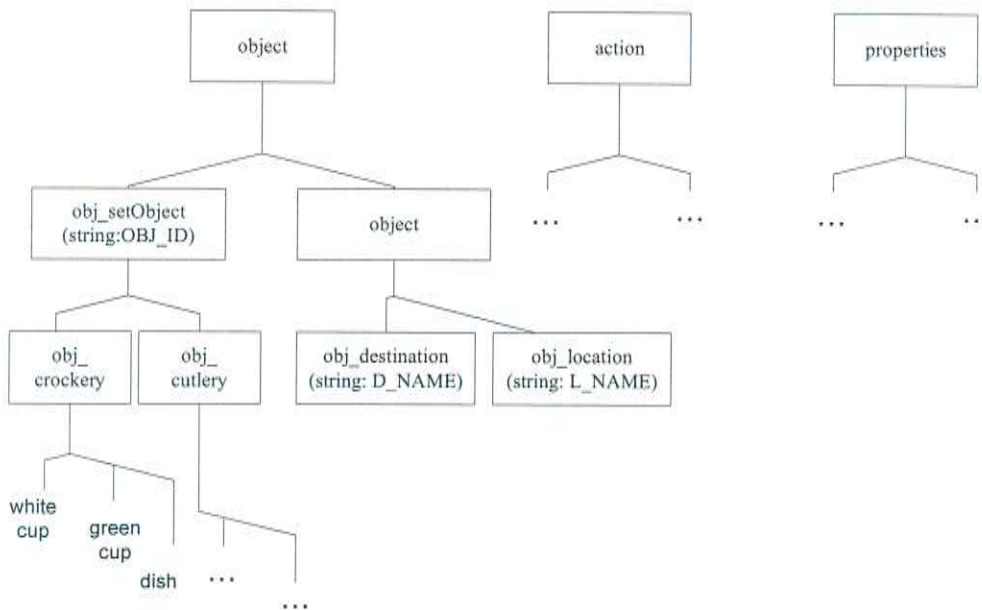 object
action
properties
obj_setObject
(string:OBJ_ID)
object
...
...
...
..
obj_
crockery
obj_
cutlery
obj_destination
(string: D_NAME)
obj_location
(string: L_NAME)
white
cup
green
cup
dish
...
...